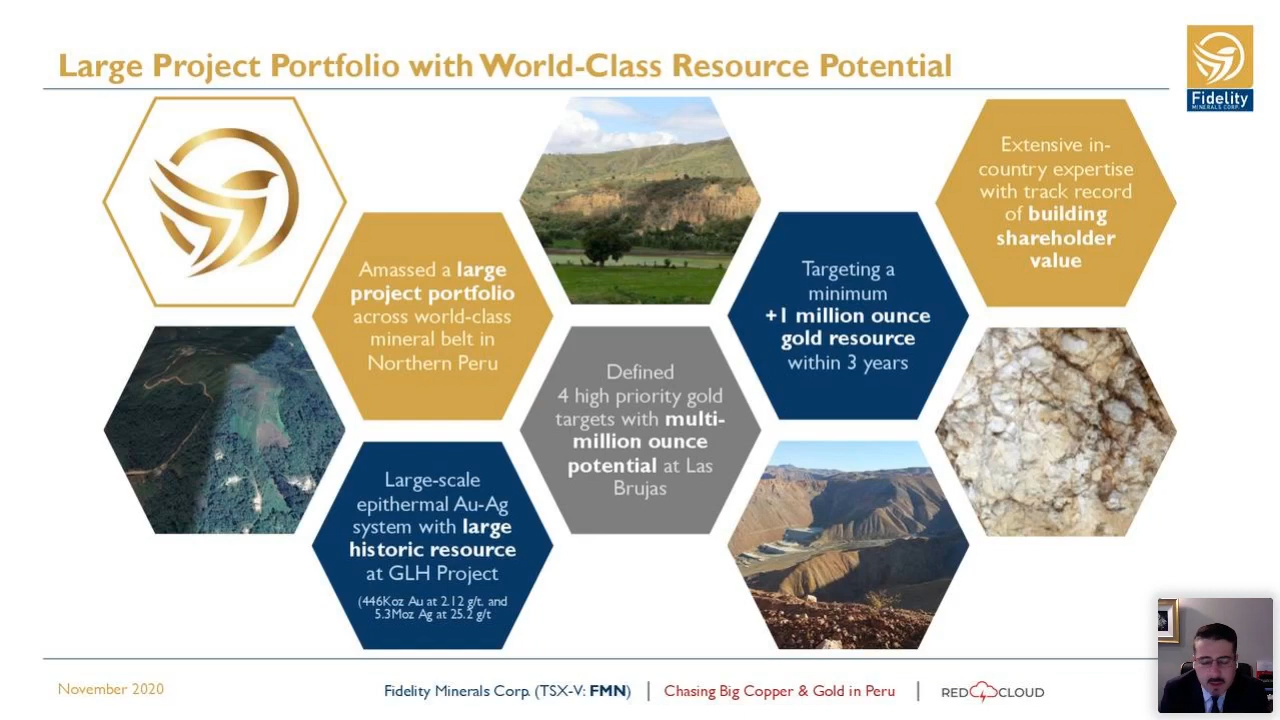 Large Project Portfolio with World-Class Resource Potential
Fidelity
MINERALS CORP.
Extensive in-
country expertise
with track record
of building
shareholder
value
Amassed a large
project portfolio
across world-class
mineral belt in
Northern Peru
Targeting a
minimum
+1 million ounce
gold resource
within 3 years
Defined
4 high priority gold
targets with multi-
million ounce
potential at Las
Brujas
Large-scale
epithermal Au-Ag
system with large
historic resource
at GLH Project
(446Koz Au at 2.12 g/t. and
5.3Moz Ag at 25.2 g/t
November 2020
Fidelity Minerals Corp. (TSX-V: FMN) | Chasing Big Copper & Gold in Peru | RED CLOUD